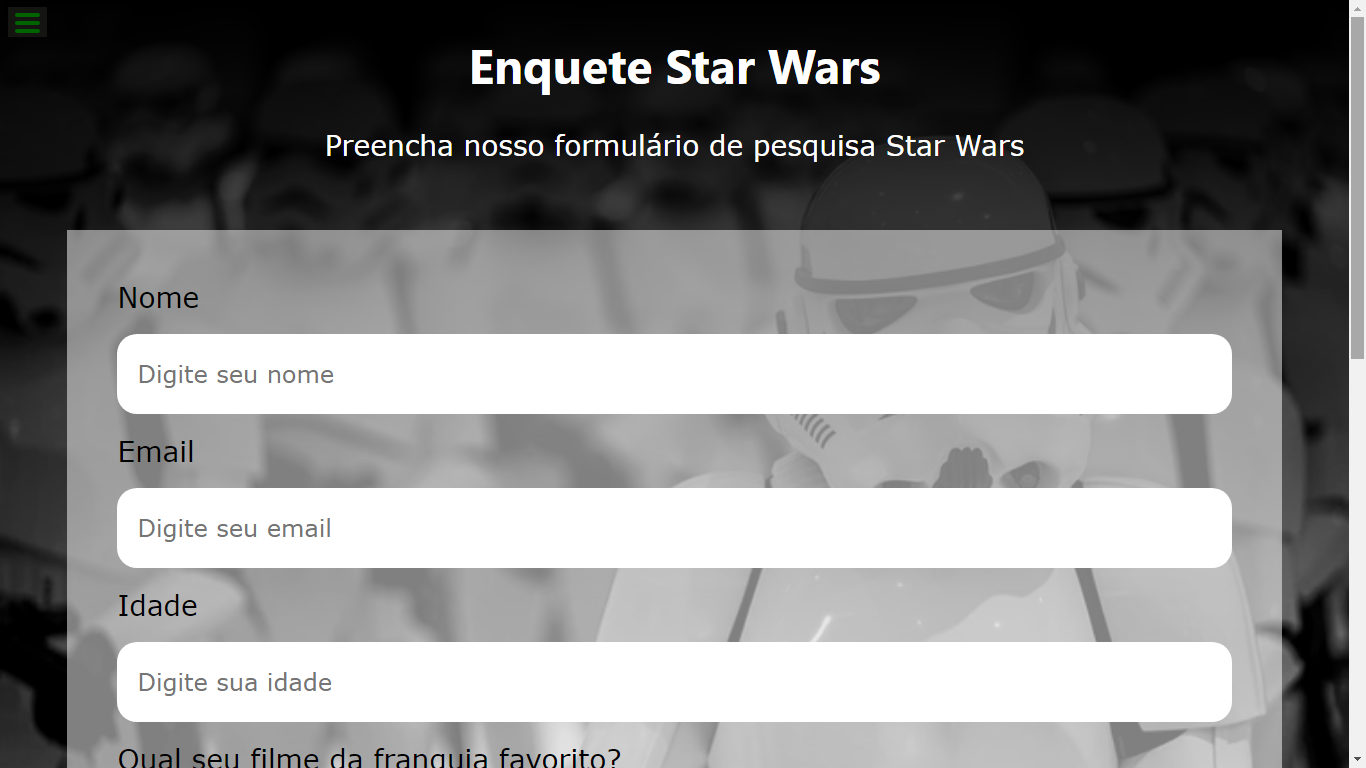 Enquete Star Wars
Preencha nosso formulário de pesquisa Star Wars
Nome
Digite seu nome
Email
Digite seu email
Idade
Digite sua idade
Qual seu filme da franquia favorito?